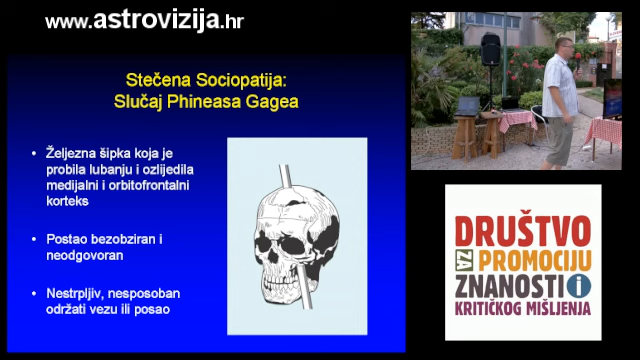 www.astrovizija.hr
Stečena Sociopatija:
Slučaj Phineasa Gagea
• Željezna šipka koja je
probila lubanju i ozlijedila
medijalni i orbitofrontalni
korteks
• Postao bezobziran i
neodgovoran
• Nestrpljiv, nesposoban
održati vezu ili posao
DRUŠTVO
ZA PROMOCIJU
ZNANOSTI i
KRITIČKOG MIŠLJENJA